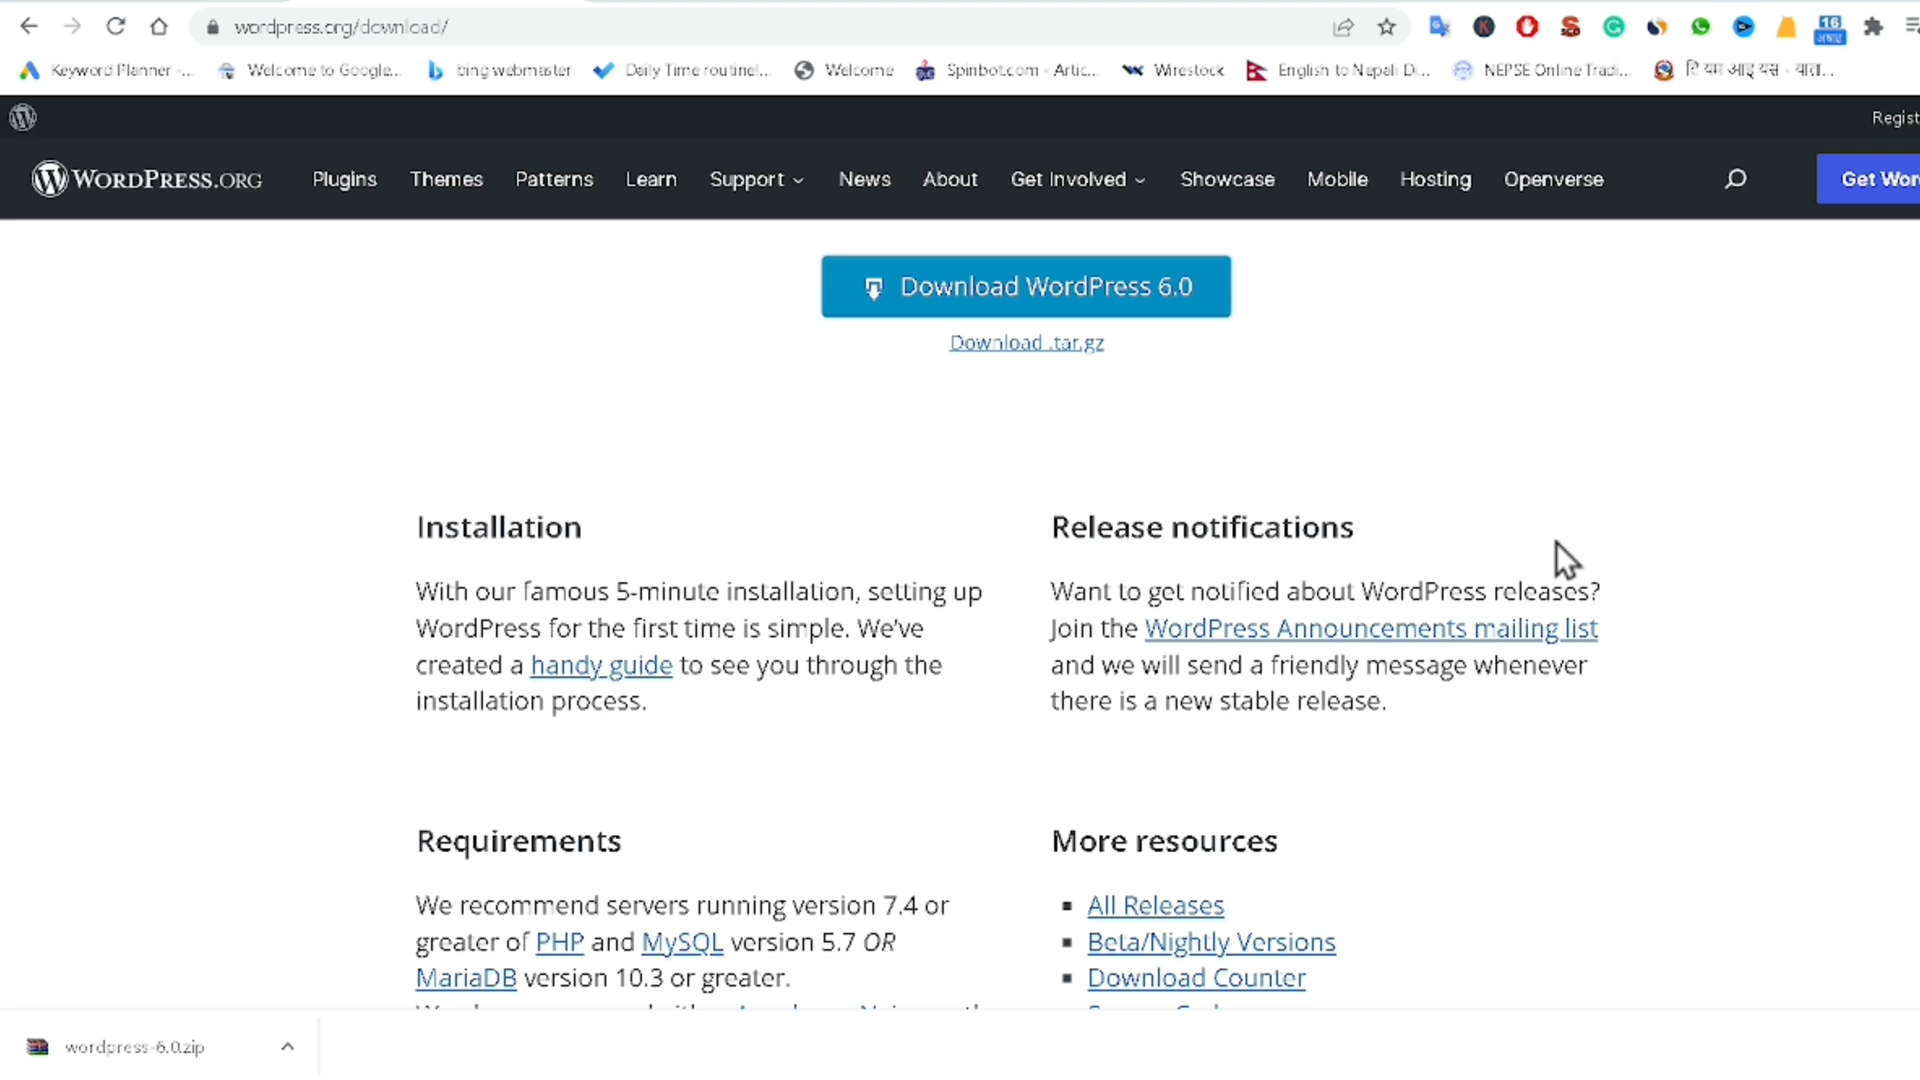 wordpress.org/download/
16
Keyword Planner -... Welcome to Google... bing webmaster Daily Time routine!... Welcome Spinbot.com - Artic... Wirestock English to Nepali Di... NEPSE Online Tradi...
Regist
WORDPRESS.ORG Plugins Themes Patterns Learn Support News About Get Involved Showcase Mobile Hosting Openverse Get Wor
Download WordPress 6.0
Download .tar.gz
Installation
With our famous 5-minute installation, setting up
WordPress for the first time is simple. We've
created a handy guide to see you through the
installation process.
Release notifications
Want to get notified about WordPress releases?
Join the WordPress Announcements mailing list
and we will send a friendly message whenever
there is a new stable release.
Requirements
We recommend servers running version 7.4 or
greater of PHP and MySQL version 5.7 OR
MariaDB version 10.3 or greater.
More resources
All Releases
Beta/Nightly Versions
Download Counter
wordpress-6.0.zip